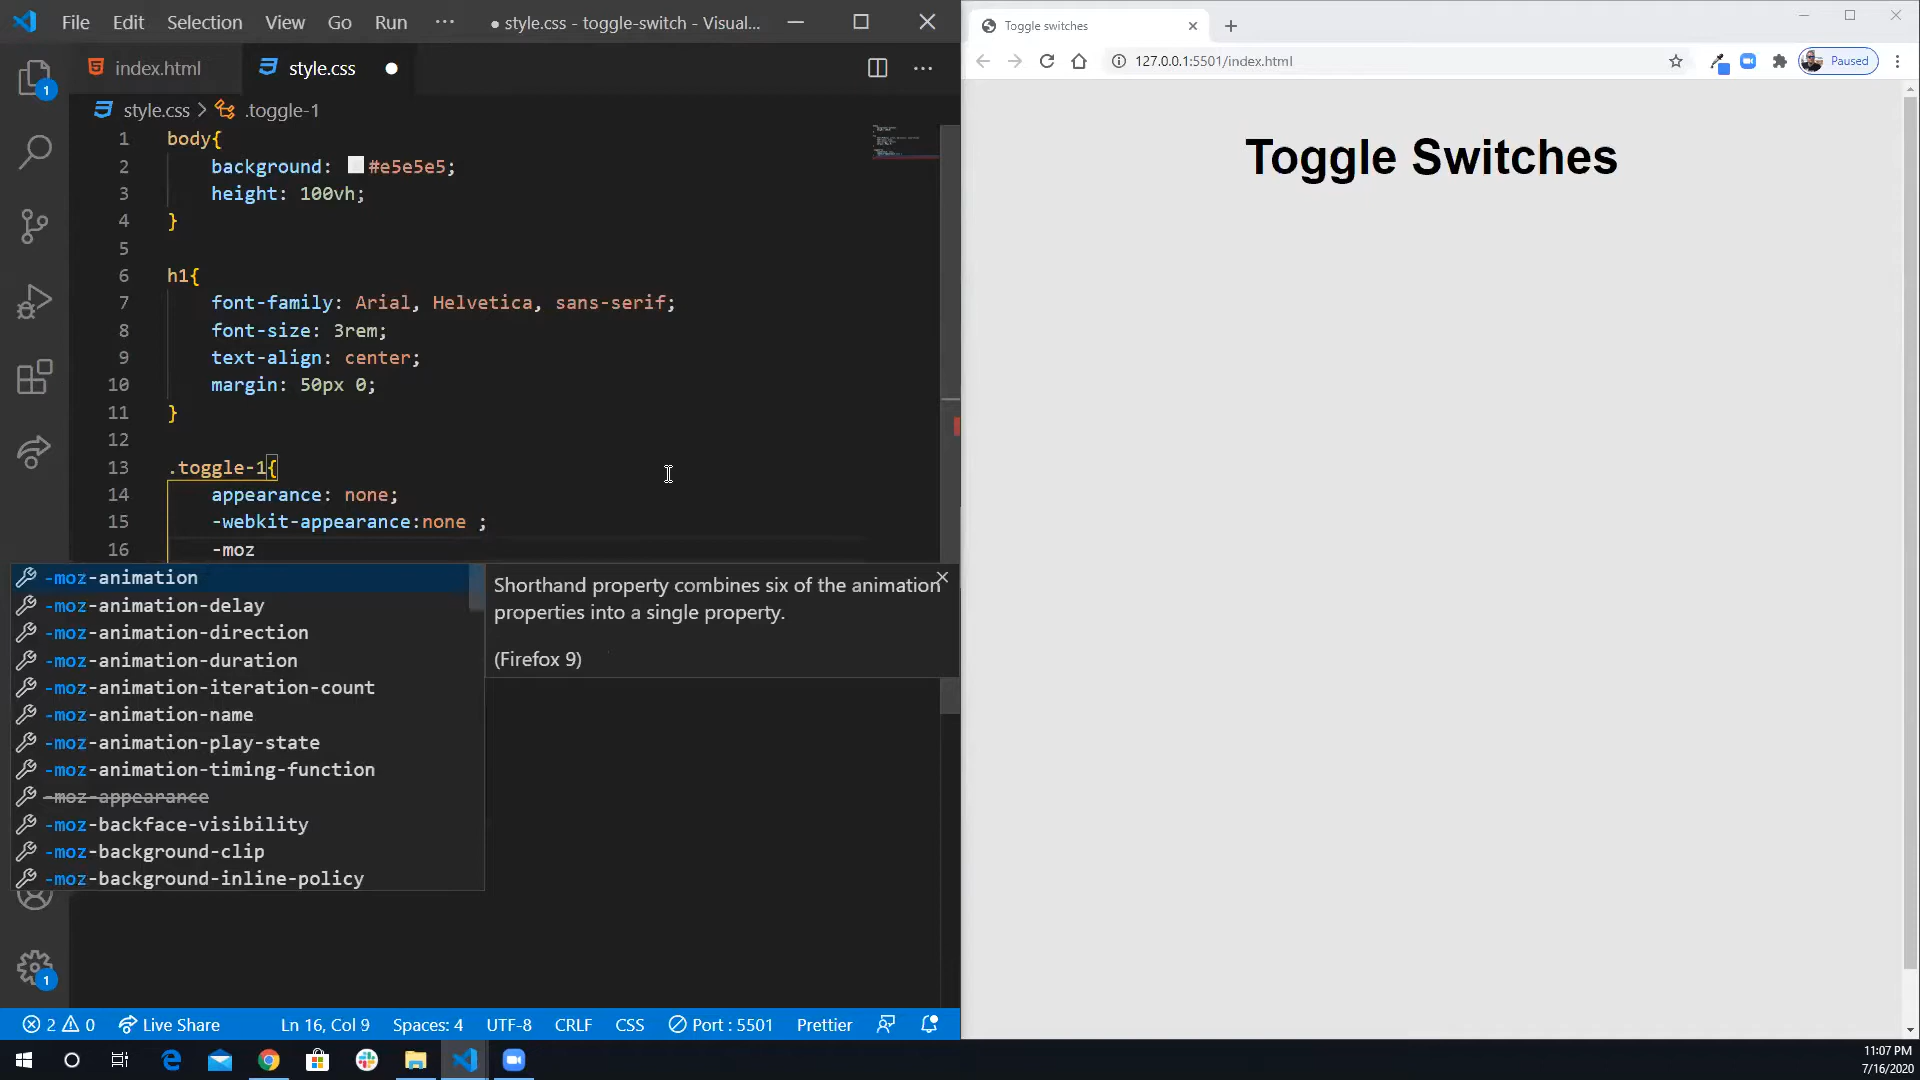 File Edit Selection View Go Run ··· ● style.css - toggle-switch - Visual...
index.html style.css ●
style.css > .toggle-1
1 body{
2 background: #e5e5e5;
3 height: 100vh;
4 }
5
6 h1{
7 font-family: Arial, Helvetica, sans-serif;
8 font-size: 3rem;
9 text-align: center;
10 margin: 50px 0;
11 }
12
13 .toggle-1{
14 appearance: none;
15 -webkit-appearance:none ;
16 -moz
-moz-animation
-moz-animation-delay
-moz-animation-direction
-moz-animation-duration
-moz-animation-iteration-count
-moz-animation-name
-moz-animation-play-state
-moz-animation-timing-function
-moz-appearance
-moz-backface-visibility
-moz-background-clip
-moz-background-inline-policy
Shorthand property combines six of the animation
properties into a single property.
(Firefox 9)
1
1
2 0 Live Share Ln 16, Col 9 Spaces: 4 UTF-8 CRLF CSS Port : 5501 Prettier
Toggle switches
127.0.0.1:5501/index.html Paused
Toggle Switches
11:07 PM
7/16/2020